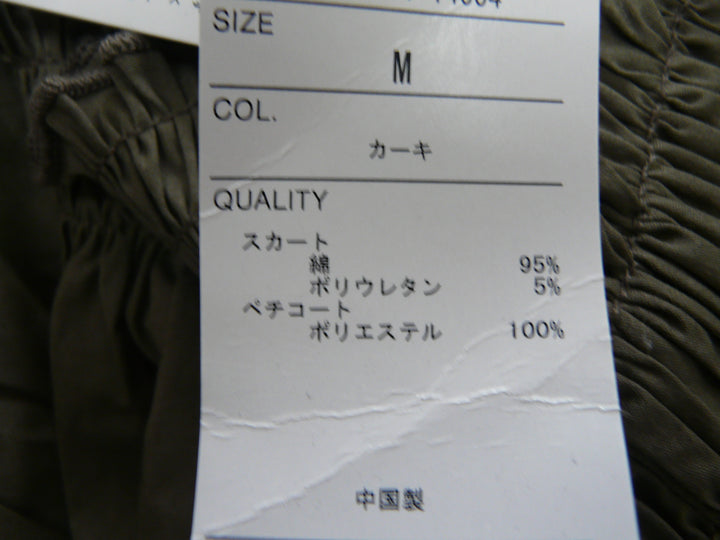 SIZE
M
COL.
カーキ
QUALITY
スカート
綿 95%
ポリウレタン 5%
ペチコート
ポリエステル 100%
中国製